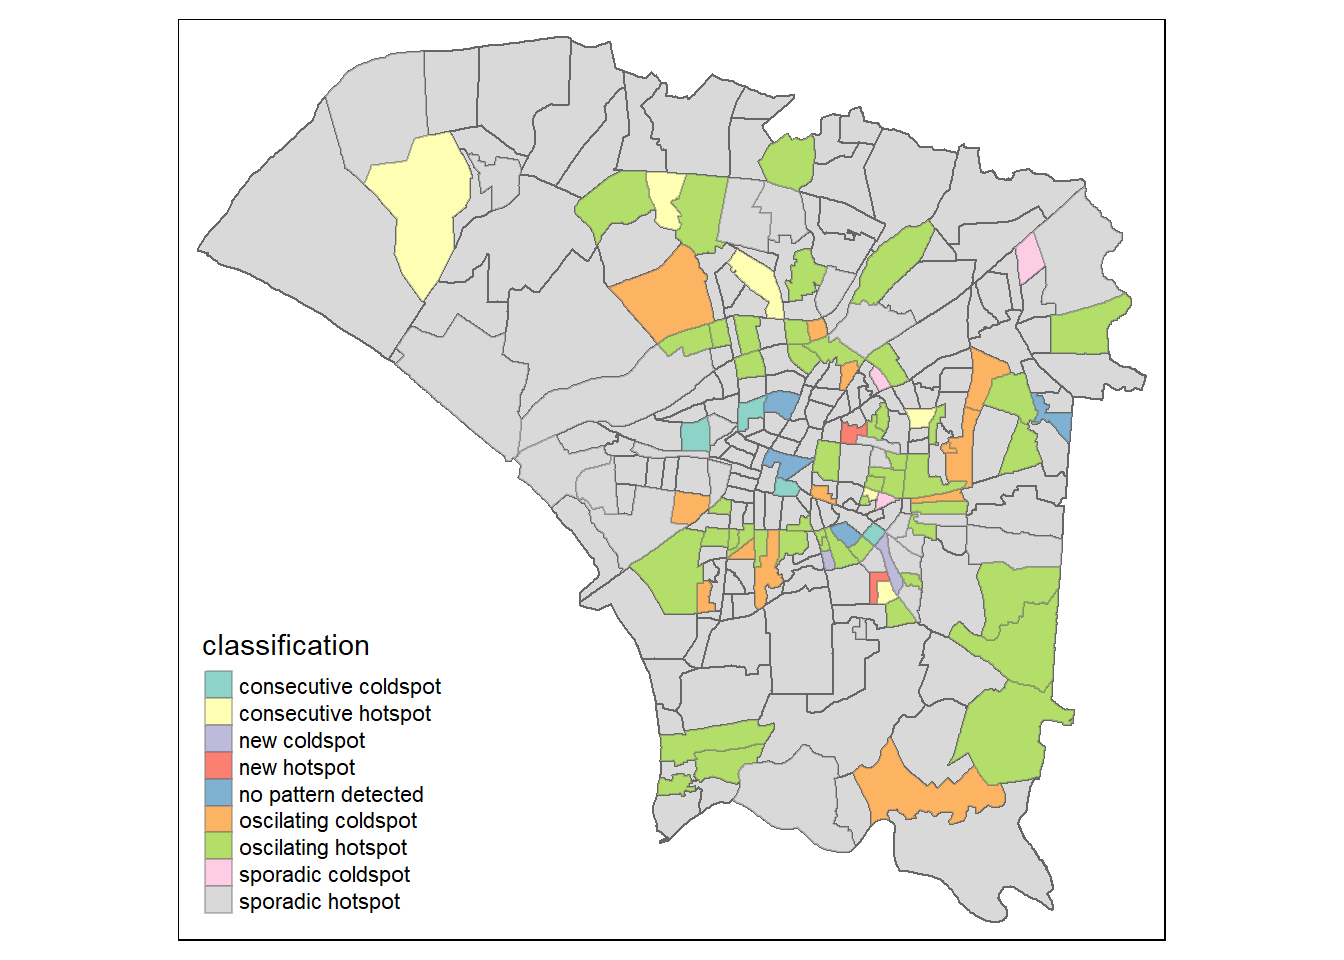 classification
consecutive coldspot
consecutive hotspot
new coldspot
new hotspot
no pattern detected
oscilating coldspot
oscilating hotspot
sporadic coldspot
sporadic hotspot